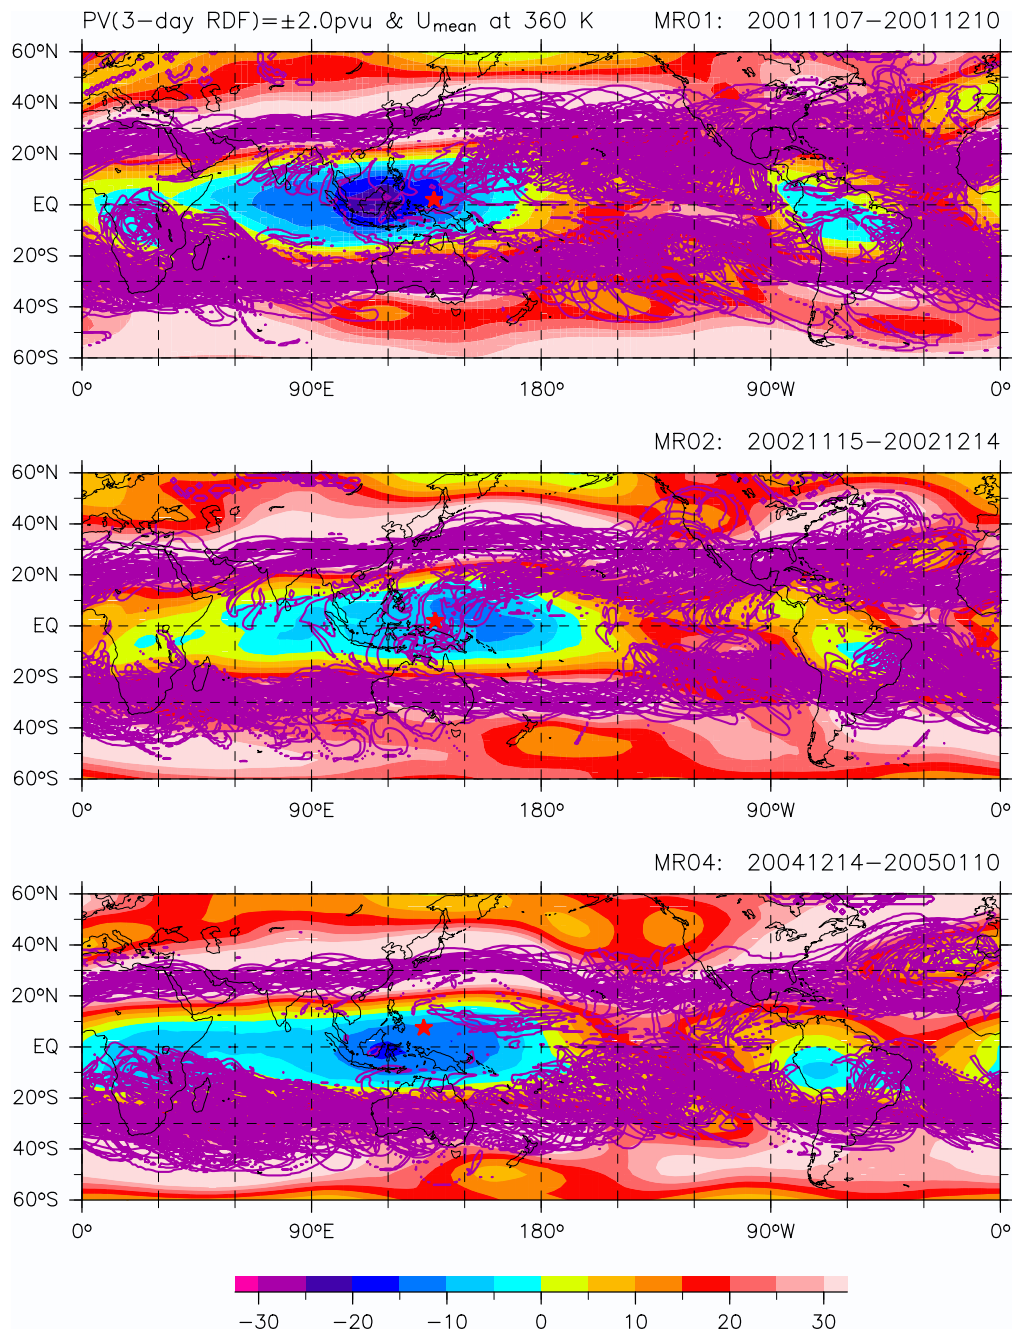 PV(3-day RDF)=±2.0pvu & Umean at 360 K MR01: 20011107-20011210
60°N
40°N
20°N
EQ
20°S
40°S
60°S
0° 90°E 180° 90°W 0°
MR02: 20021115-20021214
60°N
40°N
20°N
EQ
20°S
40°S
60°S
0° 90°E 180° 90°W 0°
MR04: 20041214-20050110
60°N
40°N
20°N
EQ
20°S
40°S
60°S
0° 90°E 180° 90°W 0°
-30 -20 -10 0 10 20 30